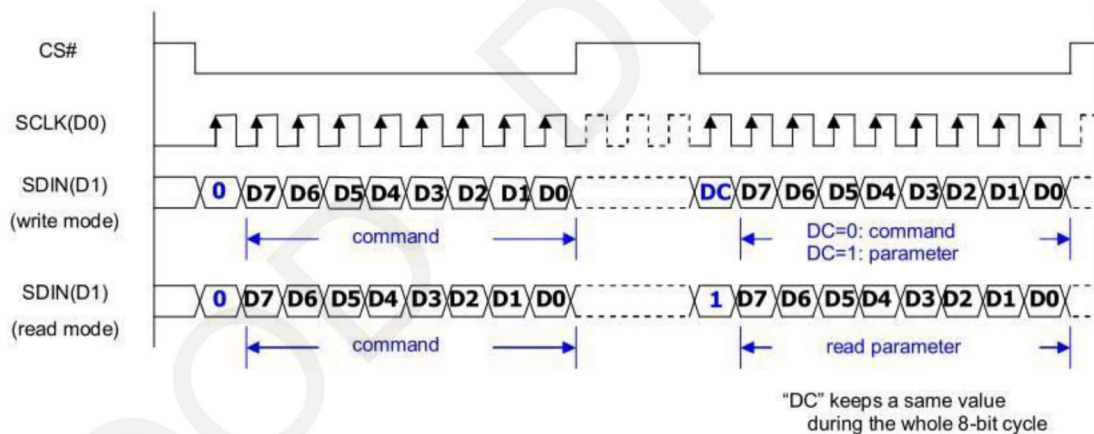 CS#
SCLK(D0)
SDIN(D1)
(write mode)
0 D7 D6 D5 D4 D3 D2 D1 D0
DC D7 D6 D5 D4 D3 D2 D1 D0
command
DC=0: command
DC=1: parameter
SDIN(D1)
(read mode)
0 D7 D6 D5 D4 D3 D2 D1 D0
1 D7 D6 D5 D4 D3 D2 D1 D0
command
read parameter
“DC” keeps a same value
during the whole 8-bit cycle